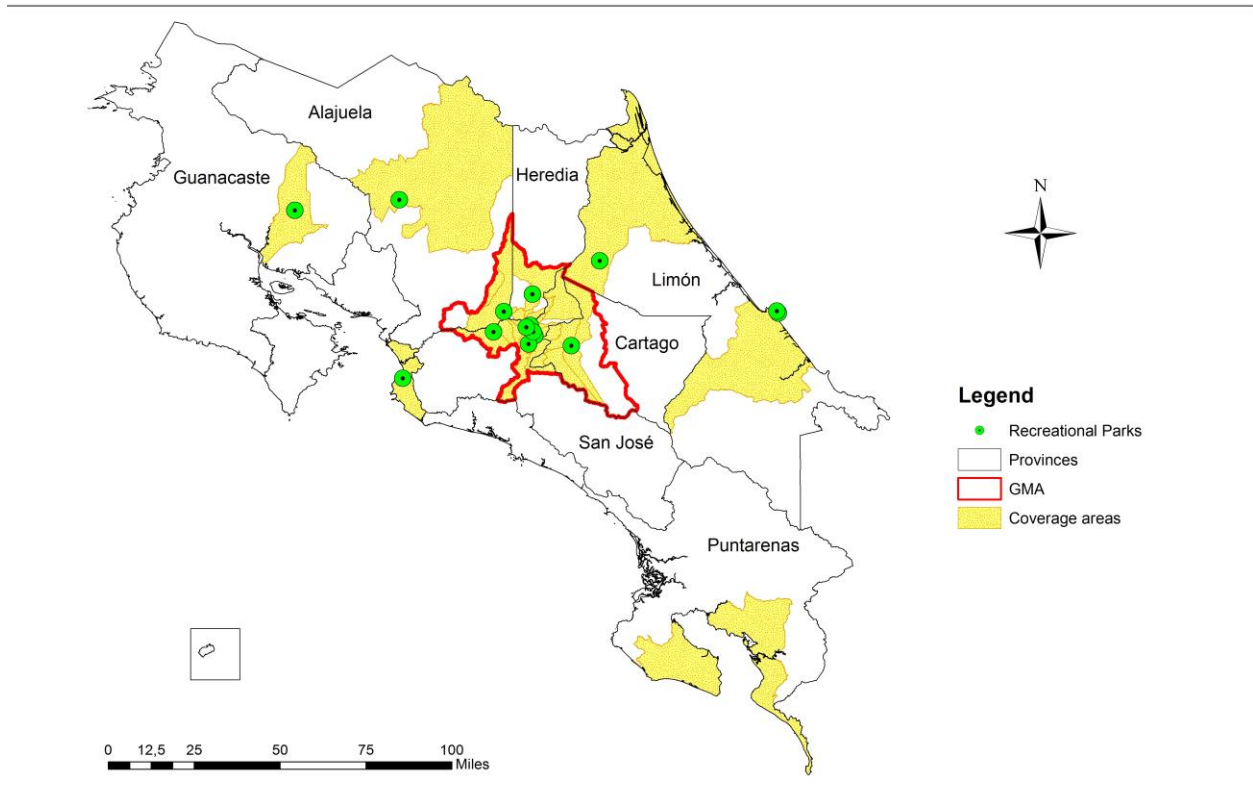 Alajuela
Guanacaste
Heredia
N
Limón
Cartago
San José
Puntarenas
Legend
Recreational Parks
Provinces
GMA
Coverage areas
0 12,5 25 50 75 100
Miles